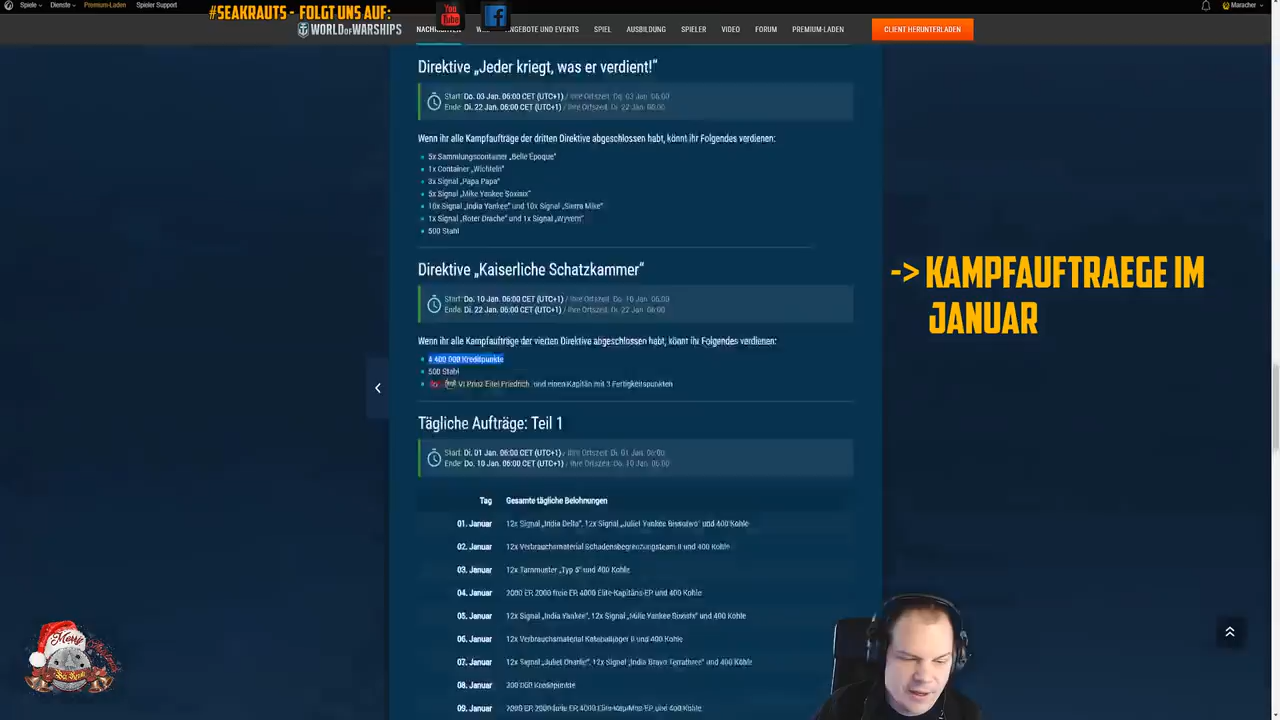 Spiele
Dienste
Premium-Laden
Spieler Support
#SEAKRAUTS - FOLGT UNS AUF:
You Tube
f
Maracher
WORLD OF WARSHIPS
NACHRICHTEN
ANGEBOTE UND EVENTS
SPIEL
AUSBILDUNG
SPIELER
VIDEO
FORUM
PREMIUM-LADEN
CLIENT HERUNTERLADEN
Direktive „Jeder kriegt, was er verdient!“
Start: Do. 03 Jan. 06:00 CET (UTC+1) / Ihre Ortszeit: Do. 03 Jan. 06:00
Ende: Di. 22 Jan. 06:00 CET (UTC+1) / Ihre Ortszeit: Di. 22 Jan. 06:00
Wenn ihr alle Kampfaufträge der dritten Direktive abgeschlossen habt, könnt ihr Folgendes verdienen:
5x Sammlungscontainer „Belle Époque“
1x Container „Wichteln“
3x Signal „Papa Papa“
5x Signal „Mike Yankee Soxisix“
10x Signal „India Yankee“ und 10x Signal „Sierra Mike“
1x Signal „Roter Drache“ und 1x Signal „Wyvern“
500 Stahl
Direktive „Kaiserliche Schatzkammer“
Start: Do. 10 Jan. 06:00 CET (UTC+1) / Ihre Ortszeit: Do. 10 Jan. 06:00
Ende: Di. 22 Jan. 06:00 CET (UTC+1) / Ihre Ortszeit: Di. 22 Jan. 06:00
Wenn ihr alle Kampfaufträge der vierten Direktive abgeschlossen habt, könnt ihr Folgendes verdienen:
4 400 000 Kreditpunkte
500 Stahl
VI Prinz Eitel Friedrich und einen Kapitän mit 3 Fertigkeitspunkten
-> KAMPFAUFTRAEGE IM
JANUAR
Tägliche Aufträge: Teil 1
Start: Di. 01 Jan. 06:00 CET (UTC+1) / Ihre Ortszeit: Di. 01 Jan. 06:00
Ende: Do. 10 Jan. 06:00 CET (UTC+1) / Ihre Ortszeit: Do. 10 Jan. 06:00
Tag Gesamte tägliche Belohnungen
01. Januar 12x Signal „India Delta“, 12x Signal „Juliet Yankee Bissotwo“ und 400 Kohle
02. Januar 12x Verbrauchsmaterial Schadensbegrenzungsteam II und 400 Kohle
03. Januar 12x Tarnmuster „Typ 6“ und 400 Kohle
04. Januar 2000 EP, 2000 freie EP, 4000 Elite-Kapitäns-EP und 400 Kohle
05. Januar 12x Signal „India Yankee“, 12x Signal „Mike Yankee Soxisix“ und 400 Kohle
06. Januar 12x Verbrauchsmaterial Katapultjäger II und 400 Kohle
07. Januar 12x Signal „Juliet Charlie“, 12x Signal „India Bravo Terrathree“ und 400 Kohle
08. Januar 200 000 Kreditpunkte
09. Januar 2000 EP, 2000 freie EP, 4000 Elite-Kapitäns-EP und 400 Kohle
Merry